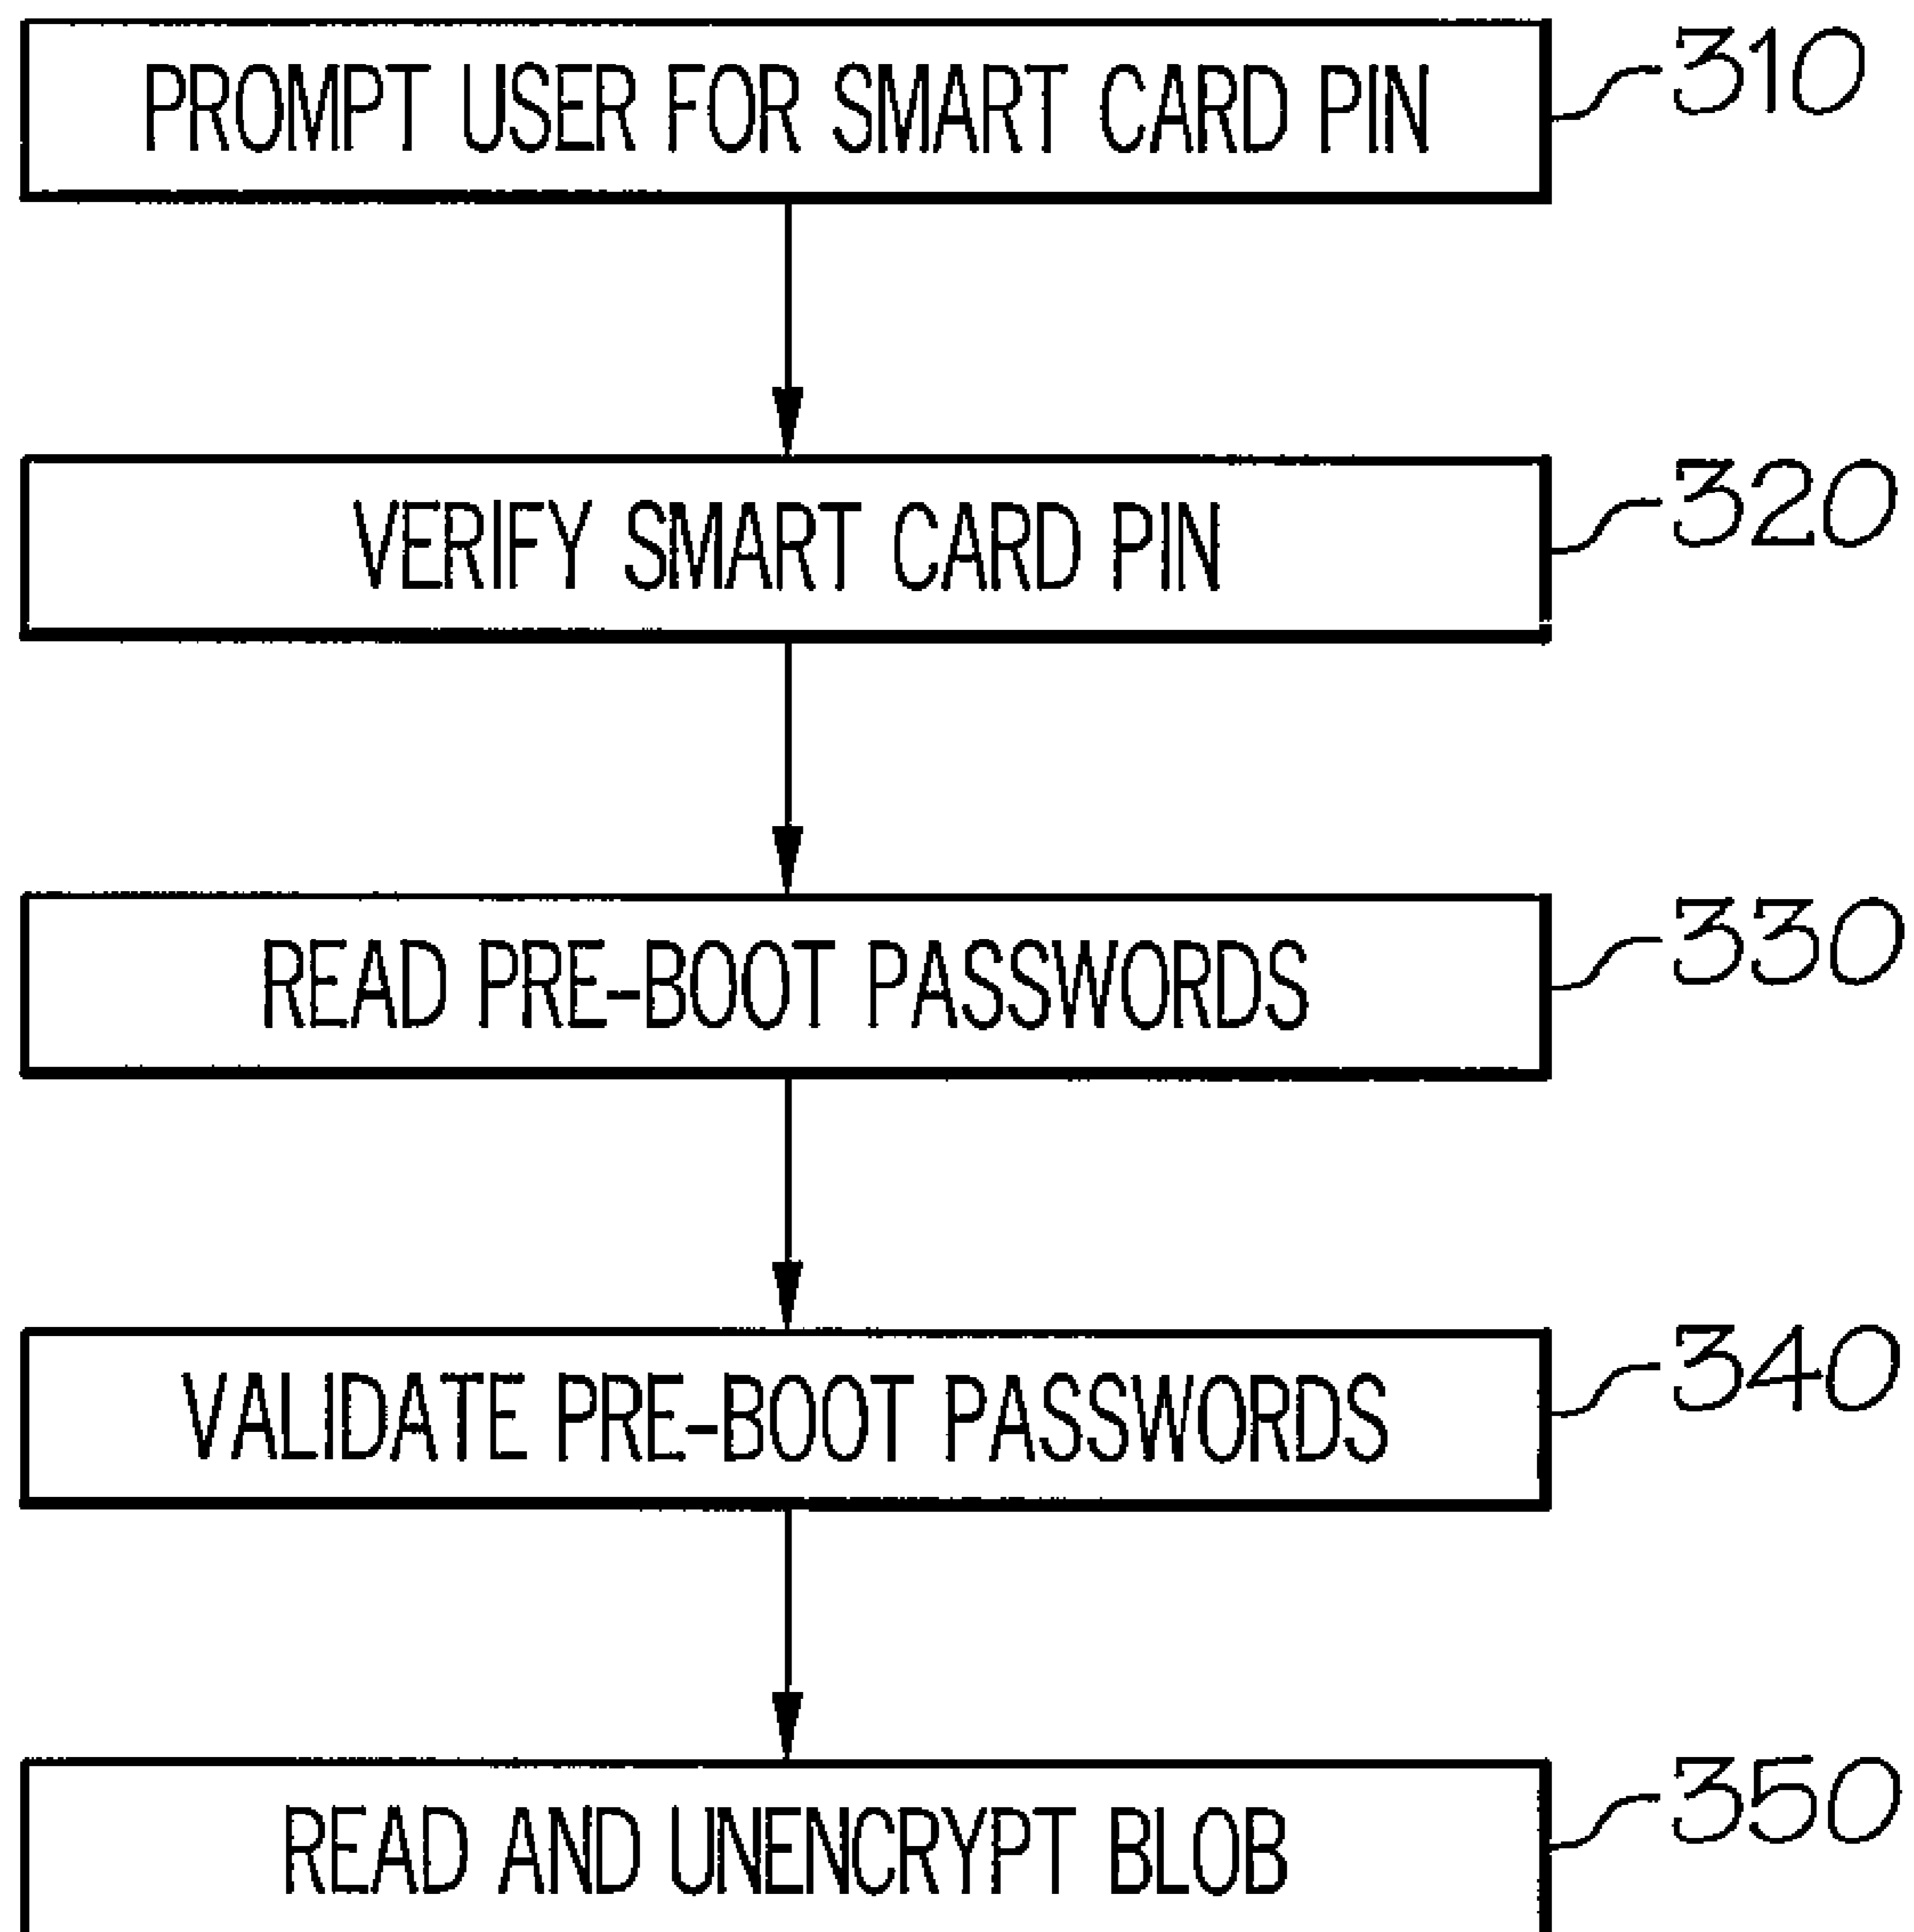 PROMPT USER FOR SMART CARD PIN 310
VERIFY SMART CARD PIN 320
READ PRE-BOOT PASSWORDS 330
VALIDATE PRE-BOOT PASSWORDS 340
READ AND UNENCRYPT BLOB 350